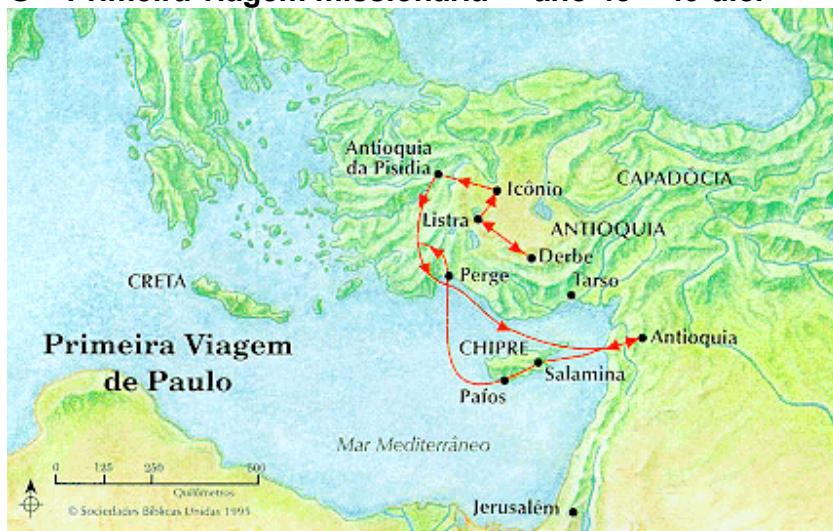 Antioquia
da Pisídia
Icônio
CAPADOCIA
Listra
ANTIOQUIA
Derbe
CRETA
Perge
Tarso
Primeira Viagem
de Paulo
CHIPRE
Antioquia
Salamina
Pafos
Mar Mediterrâneo
0 125 250 500
Quilômetros
© Sociedades Bíblicas Unidas 1995
Jerusalém